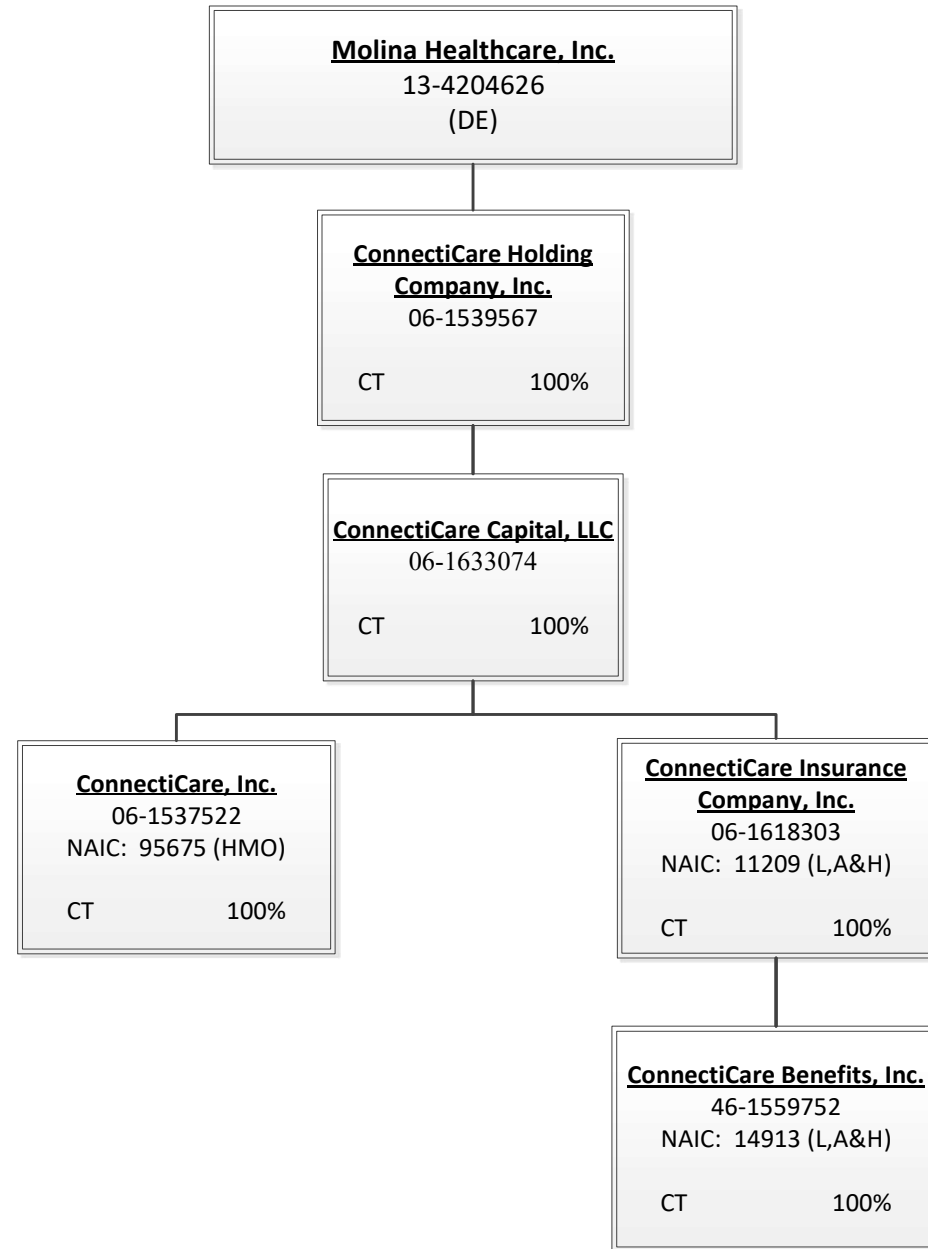 Molina Healthcare, Inc.
13-4204626
(DE)
ConnectiCare Holding
Company, Inc.
06-1539567
CT 100%
ConnectiCare Capital, LLC
06-1633074
CT 100%
ConnectiCare, Inc.
06-1537522
NAIC: 95675 (HMO)
CT 100%
ConnectiCare Insurance
Company, Inc.
06-1618303
NAIC: 11209 (L,A&H)
CT 100%
ConnectiCare Benefits, Inc.
46-1559752
NAIC: 14913 (L,A&H)
CT 100%